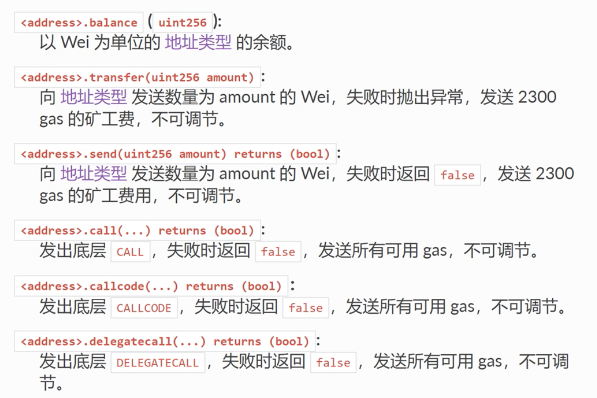 <address>.balance (uint256):
以 Wei 为单位的 地址类型 的余额。
<address>.transfer(uint256 amount):
向 地址类型 发送数量为 amount 的 Wei，失败时抛出异常，发送 2300
gas 的矿工费，不可调节。
<address>.send(uint256 amount) returns (bool):
向 地址类型 发送数量为 amount 的 Wei，失败时返回 false，发送 2300
gas 的矿工费用，不可调节。
<address>.call(...) returns (bool):
发出底层 CALL，失败时返回 false，发送所有可用 gas，不可调节。
<address>.callcode(...) returns (bool):
发出底层 CALLCODE，失败时返回 false，发送所有可用 gas，不可调节。
<address>.delegatecall(...) returns (bool):
发出底层 DELEGATECALL，失败时返回 false，发送所有可用 gas，不可调
节。